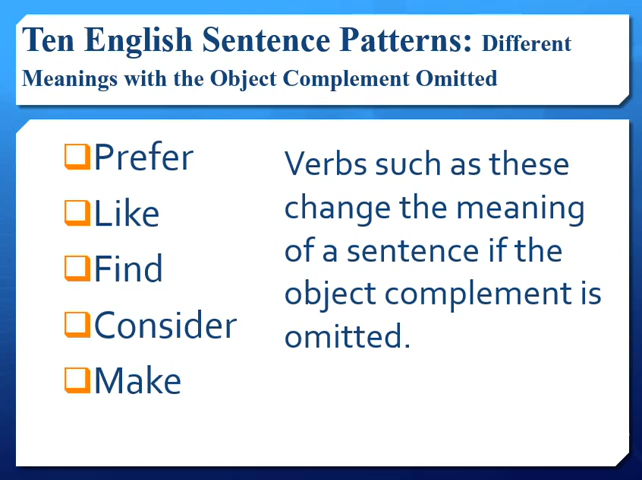 Ten English Sentence Patterns: Different
Meanings with the Object Complement Omitted
Prefer
Like
Find
Consider
Make
Verbs such as these
change the meaning
of a sentence if the
object complement is
omitted.